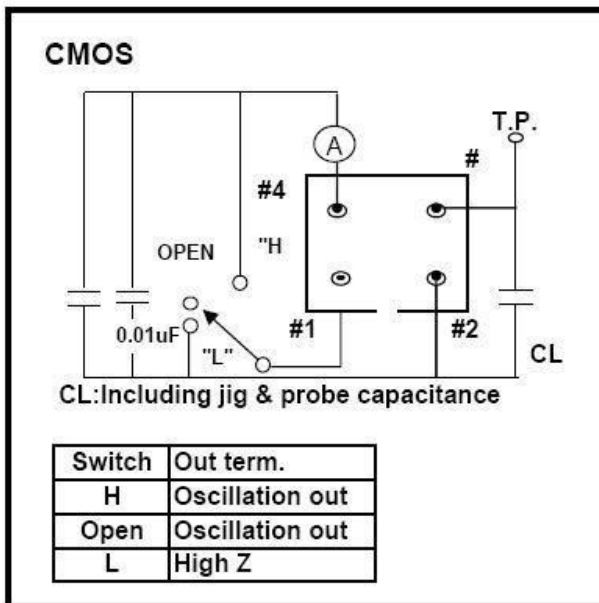 CMOS
T.P.
A
#
#4
OPEN
"H
0.01uF
"L"
#1
#2
CL
CL:Including jig & probe capacitance
Switch Out term.
H Oscillation out
Open Oscillation out
L High Z